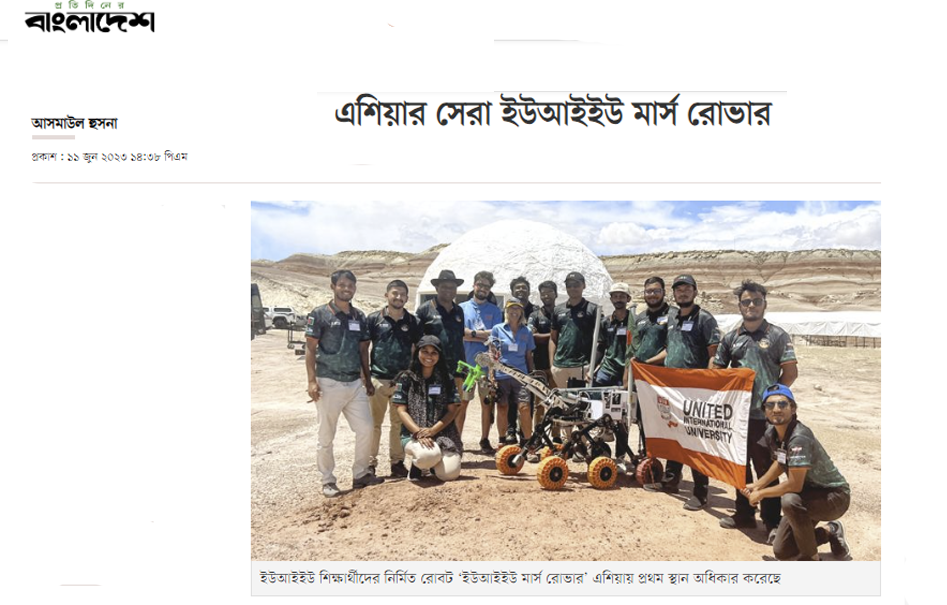 প্রতিদিনের
বাংলাদেশ
এশিয়ার সেরা ইউআইইউ মার্স রোভার
আসমাউল হুসনা
প্রকাশ : ১১ জুন ২০২৩ ১৪:৩৮ পিএম
UNITED
INTERNATIONAL
UNIVERSITY
ইউআইইউ শিক্ষার্থীদের নির্মিত রোবট ‘ইউআইইউ মার্স রোভার’ এশিয়ায় প্রথম স্থান অধিকার করেছে